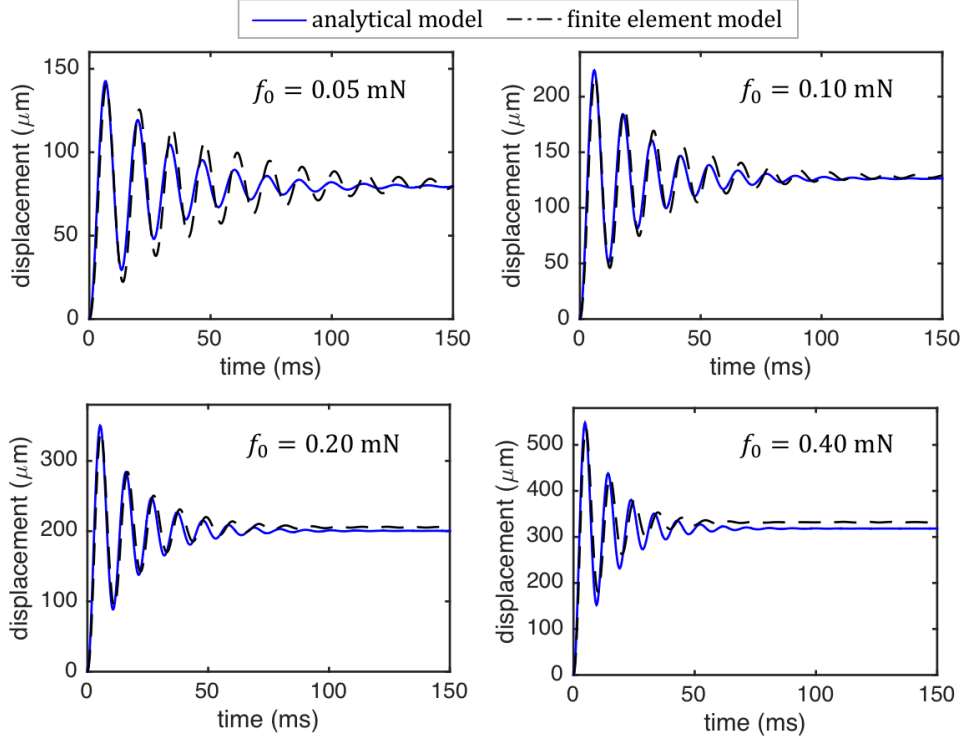 analytical model finite element model
f₀ = 0.05 mN
displacement (μm)
150
100
50
0
0 50 100 150
time (ms)
f₀ = 0.10 mN
displacement (μm)
200
150
100
50
0
0 50 100 150
time (ms)
f₀ = 0.20 mN
displacement (μm)
300
200
100
0
0 50 100 150
time (ms)
f₀ = 0.40 mN
displacement (μm)
500
400
300
200
100
0
0 50 100 150
time (ms)